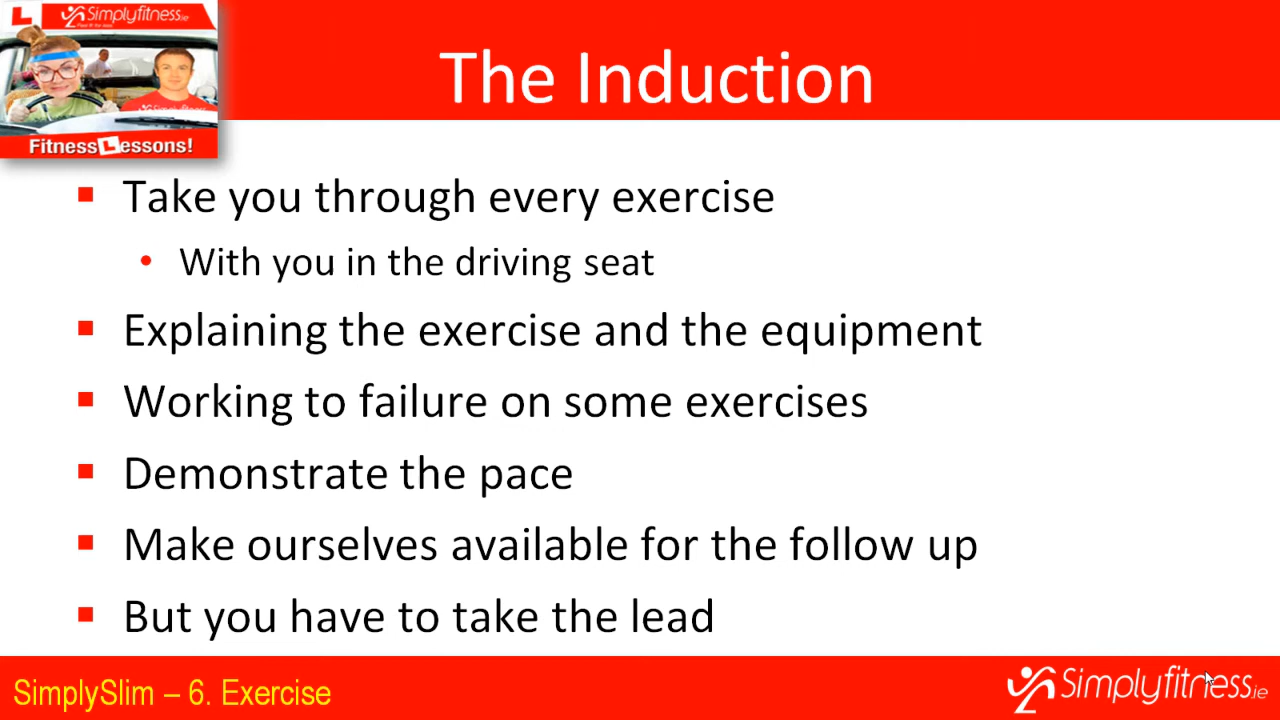 L
Simplyfitness.ie
Simplyfitness
Fitness Lessons!
The Induction
Take you through every exercise
With you in the driving seat
Explaining the exercise and the equipment
Working to failure on some exercises
Demonstrate the pace
Make ourselves available for the follow up
But you have to take the lead
SimplySlim – 6. Exercise
Simplyfitness.ie